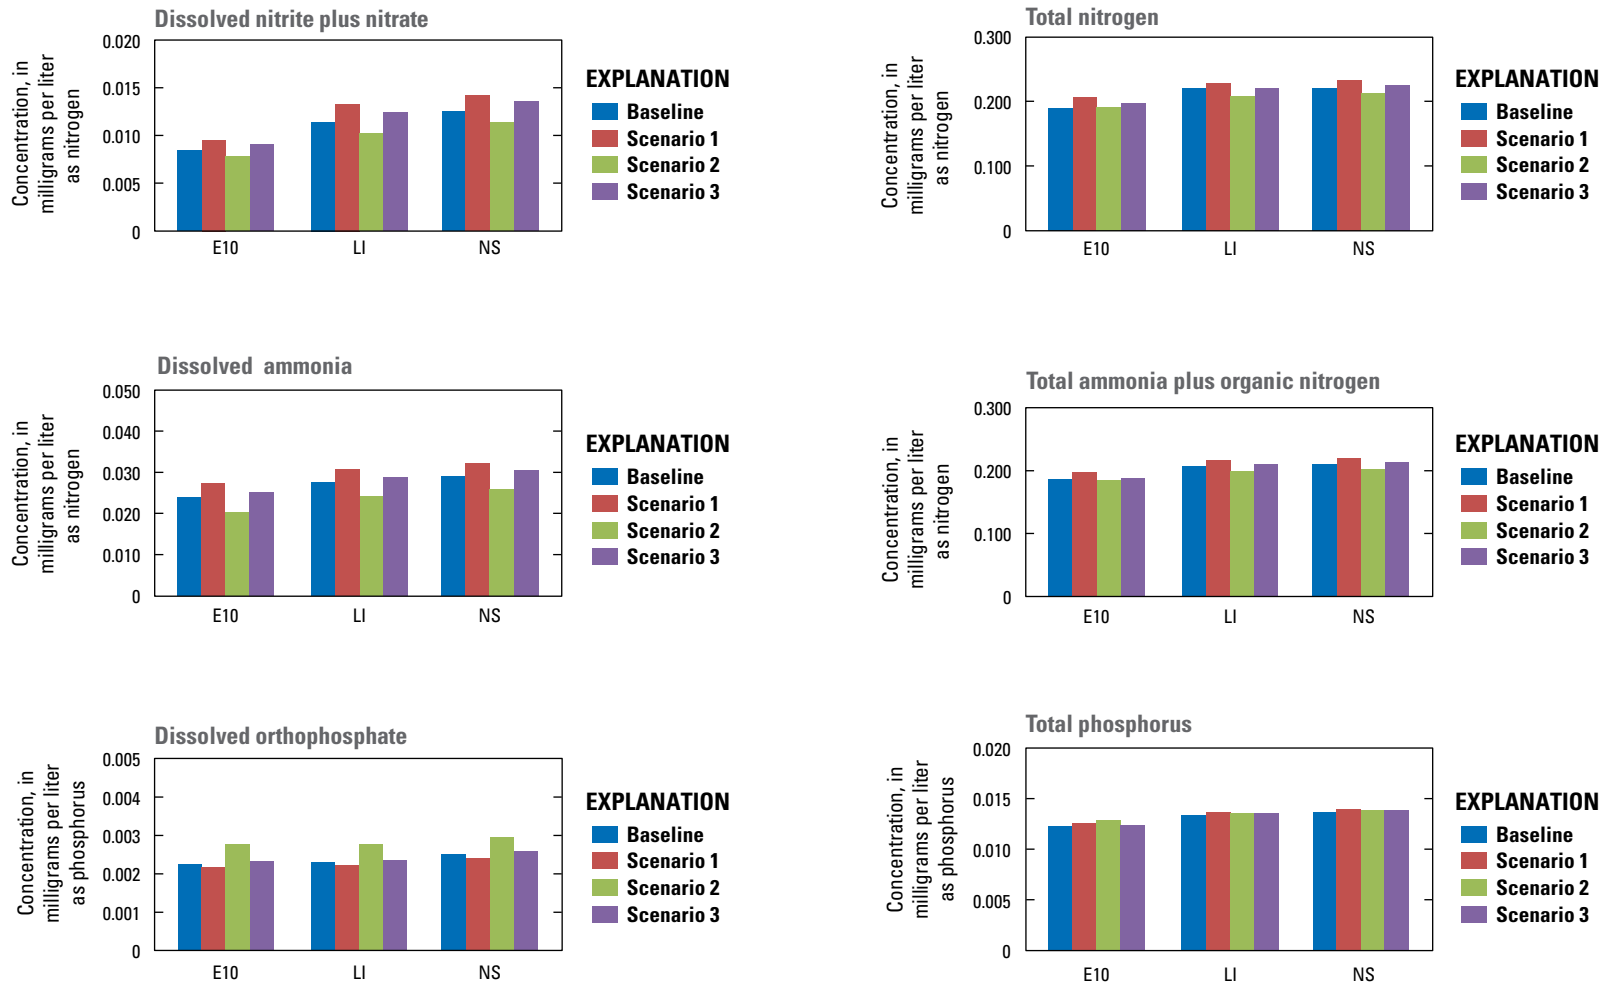 Dissolved nitrite plus nitrate
Concentration, in
milligrams per liter
as nitrogen
0.020
0.015
0.010
0.005
0
E10 LI NS
EXPLANATION
Baseline
Scenario 1
Scenario 2
Scenario 3
Total nitrogen
Concentration, in
milligrams per liter
as nitrogen
0.300
0.200
0.100
0
E10 LI NS
EXPLANATION
Baseline
Scenario 1
Scenario 2
Scenario 3
Dissolved ammonia
Concentration, in
milligrams per liter
as nitrogen
0.050
0.040
0.030
0.020
0.010
0
E10 LI NS
EXPLANATION
Baseline
Scenario 1
Scenario 2
Scenario 3
Total ammonia plus organic nitrogen
Concentration, in
milligrams per liter
as nitrogen
0.300
0.200
0.100
0
E10 LI NS
EXPLANATION
Baseline
Scenario 1
Scenario 2
Scenario 3
Dissolved orthophosphate
Concentration, in
milligrams per liter
as phosphorus
0.005
0.004
0.003
0.002
0.001
0
E10 LI NS
EXPLANATION
Baseline
Scenario 1
Scenario 2
Scenario 3
Total phosphorus
Concentration, in
milligrams per liter
as phosphorus
0.020
0.015
0.010
0.005
0
E10 LI NS
EXPLANATION
Baseline
Scenario 1
Scenario 2
Scenario 3